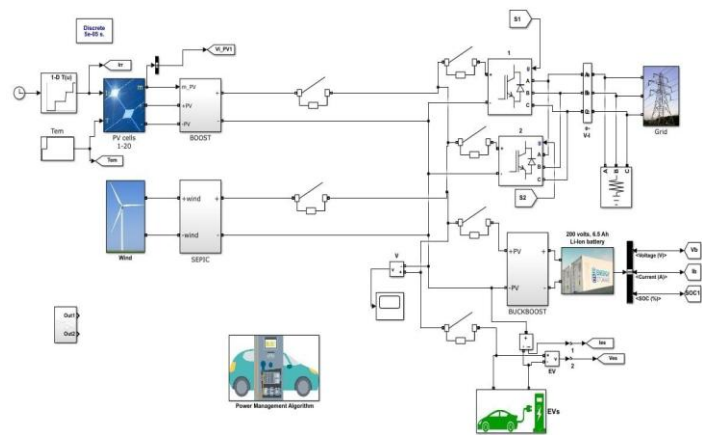 Discrete
5e-05 s.
S1
VI_PV1
Irr
1-D T(u)
m
m_PV
+PV
-PV
+
-
BOOST
PV cells
1-20
Tem
T
Tem
1
g
A
B
C
+
-
Grid
A
B
C
2
S2
+wind
-wind
SEPIC
Wind
200 volts, 6.5 Ah
Li-Ion battery
+PV
-PV
+
-
BUCKBOOST
<Voltage (V)>
<Current (A)>
<SOC (%)>
Vb
Ib
SOC1
V
v
Out1
Out2
1
2
EV
v
Power Management Algorithm
EVs